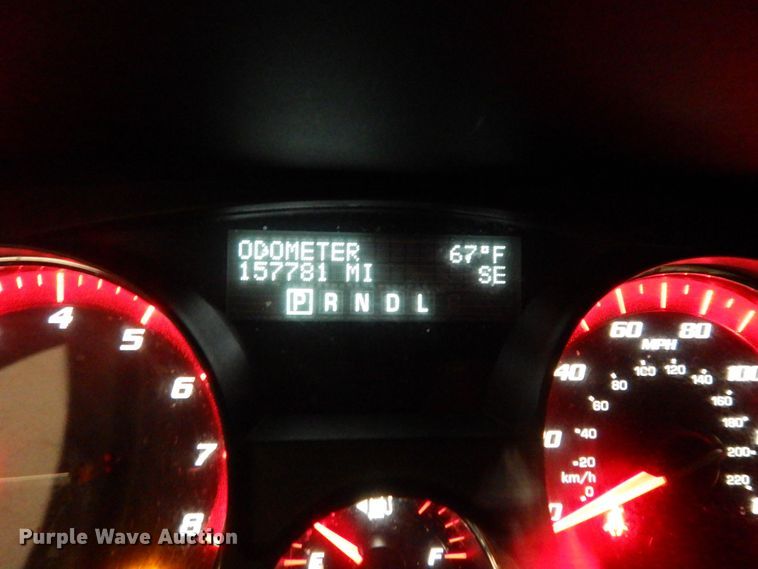 ODOMETER 67°F
157781 MI SE
P R N D L
4
5
6
7
8
E F
60 80
MPH
40 100
80 100 120 140
60 160
40 180
20 200
km/h 220
0
Purple Wave Auction